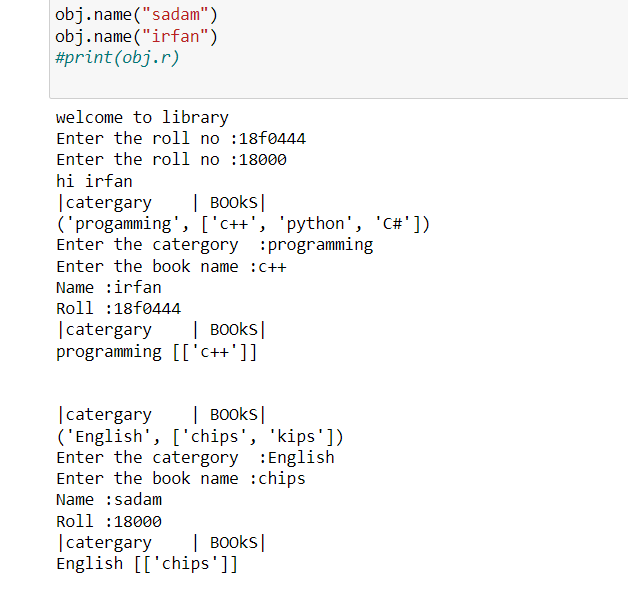 obj.name("sadam")
obj.name("irfan")
#print(obj.r)
welcome to library
Enter the roll no :18f0444
Enter the roll no :18000
hi irfan
|catergary    | BOOkS|
('progamming', ['c++', 'python', 'C#'])
Enter the catergory  :programming
Enter the book name :c++
Name :irfan
Roll :18f0444
|catergary    | BOOkS|
programming [['c++']]
|catergary    | BOOkS|
('English', ['chips', 'kips'])
Enter the catergory  :English
Enter the book name :chips
Name :sadam
Roll :18000
|catergary    | BOOkS|
English [['chips']]